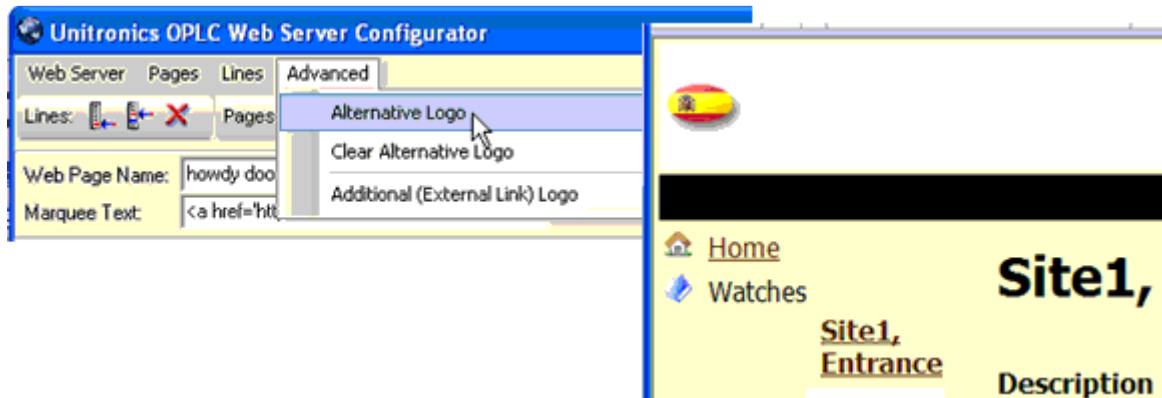 Unitronics OPLC Web Server Configurator
Web Server Pages Lines Advanced
Lines: Pages
Alternative Logo
Clear Alternative Logo
Additional (External Link) Logo
Web Page Name: howdy doo
Marquee Text: <a href='htt
Home
Watches
Site1,
Entrance
Site1,
Description